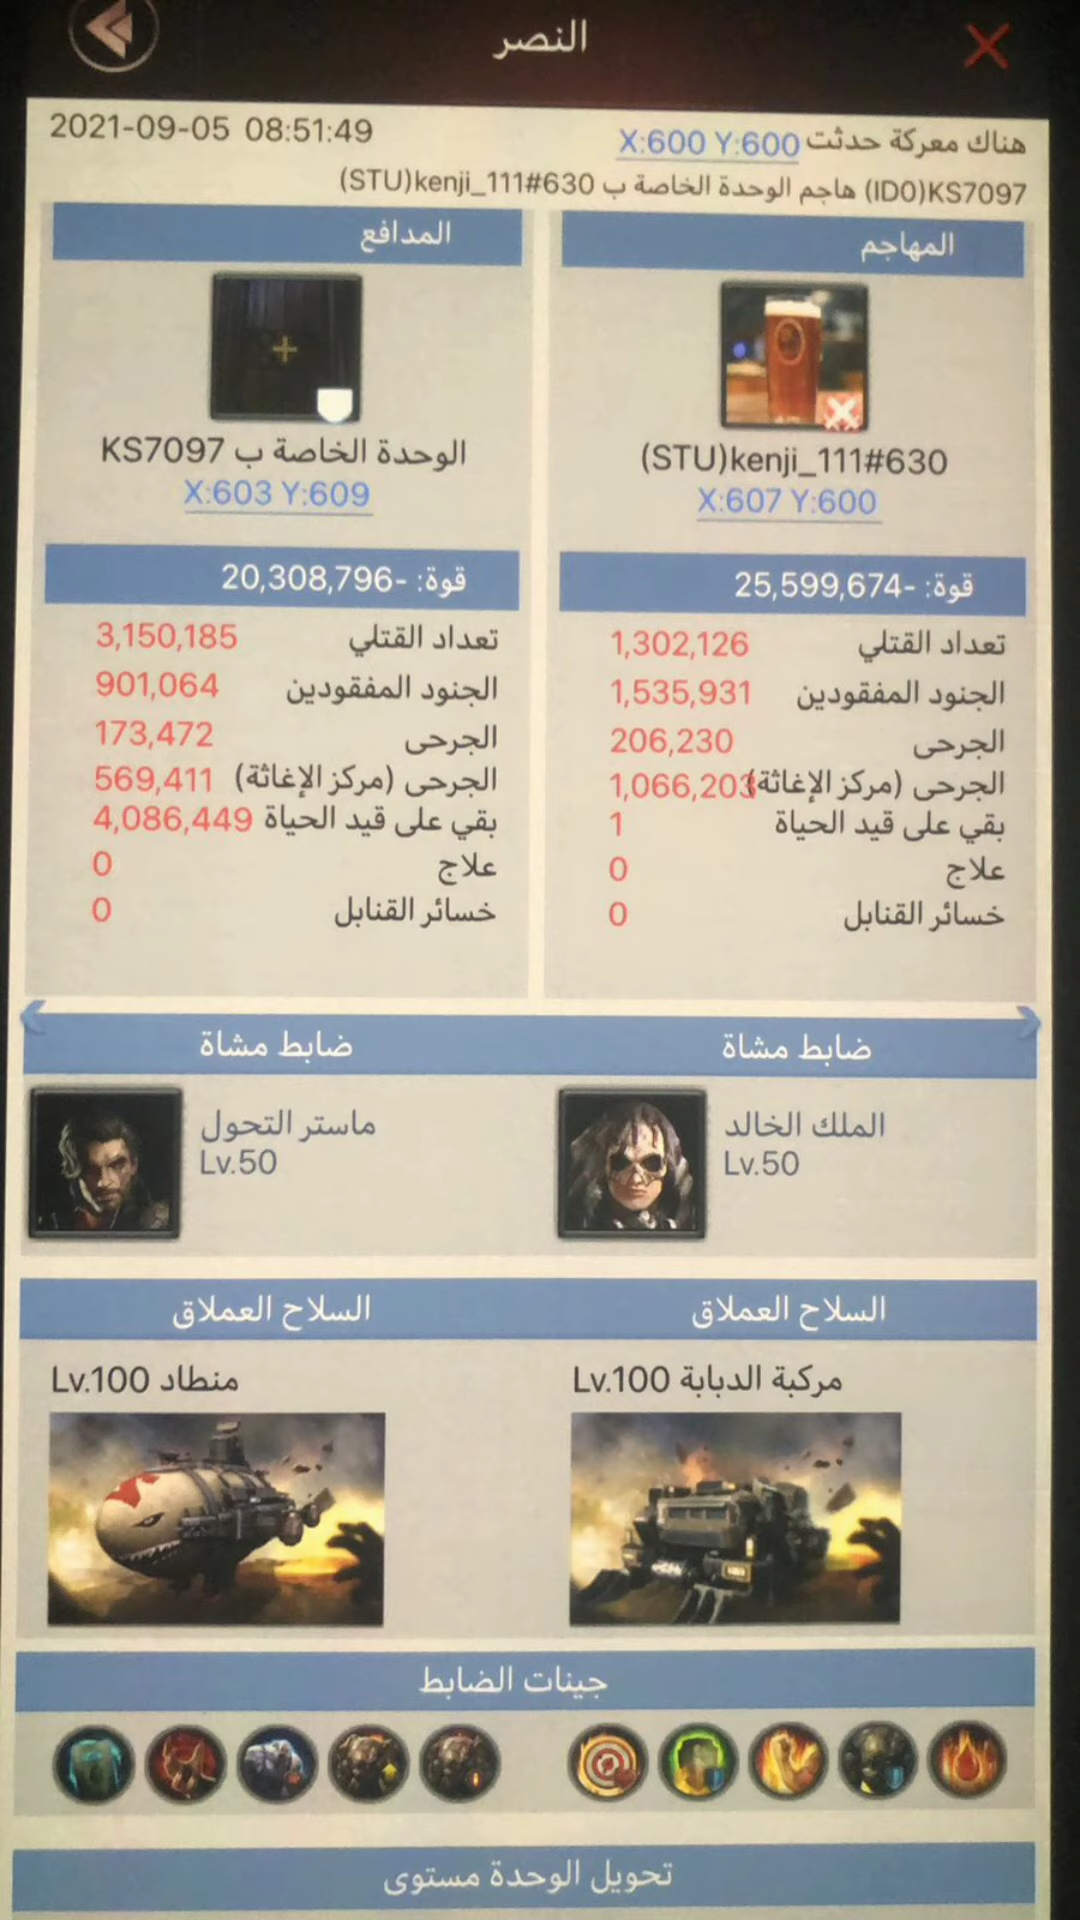 النصر
هناك معركة حدثت X:600 Y:600
2021-09-05 08:51:49
(ID0)KS7097 هاجم الوحدة الخاصة ب (STU)kenji_111#630
المهاجم
المدافع
(STU)kenji_111#630
X:607 Y:600
الوحدة الخاصة ب KS7097
X:603 Y:609
قوة: -25,599,674
قوة: -20,308,796
تعداد القتلي 1,302,126
الجنود المفقودين 1,535,931
الجرحى 206,230
الجرحى (مركز الإغاثة) 1,066,203
بقي على قيد الحياة 1
علاج 0
خسائر القنابل 0
تعداد القتلي 3,150,185
الجنود المفقودين 901,064
الجرحى 173,472
الجرحى (مركز الإغاثة) 569,411
بقي على قيد الحياة 4,086,449
علاج 0
خسائر القنابل 0
ضابط مشاة
ضابط مشاة
الملك الخالد
Lv.50
ماستر التحول
Lv.50
السلاح العملاق
السلاح العملاق
مركبة الدبابة Lv.100
منطاد Lv.100
جينات الضابط
تحويل الوحدة مستوى